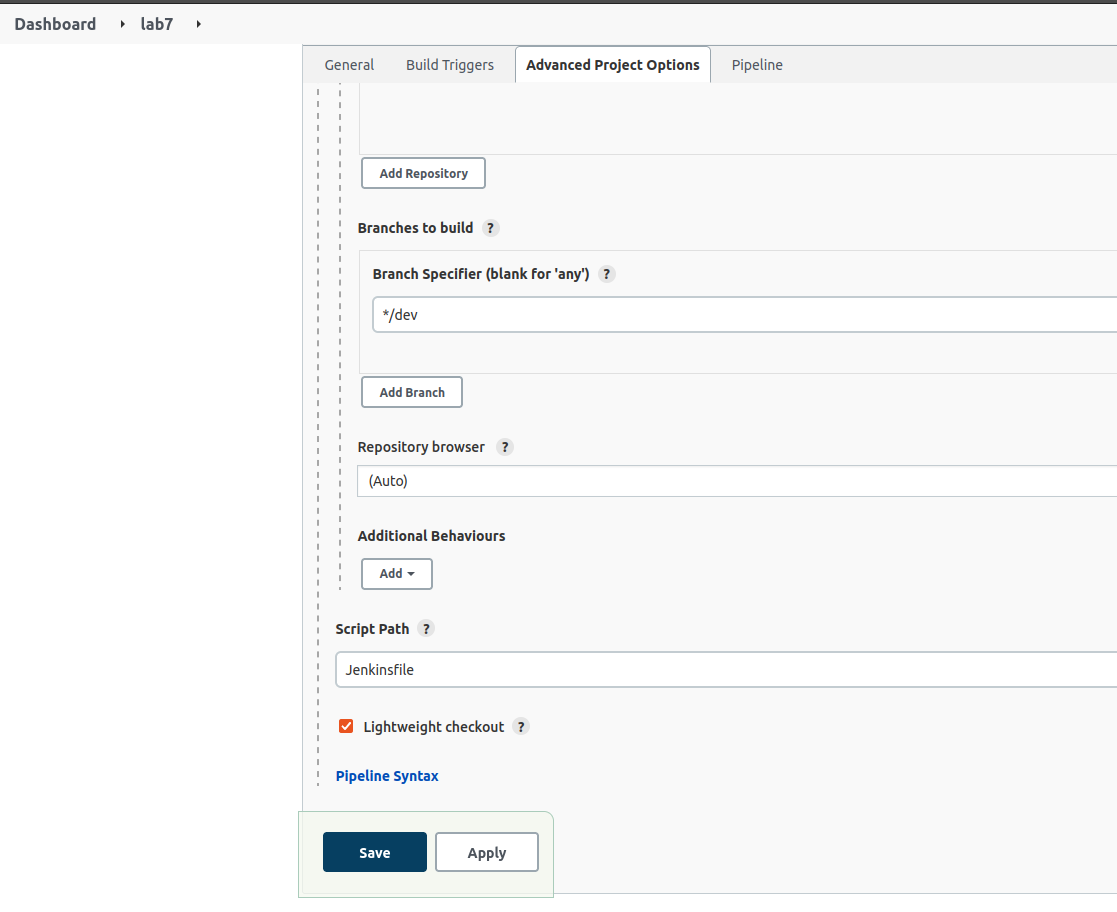 Dashboard lab7
General Build Triggers Advanced Project Options Pipeline
Add Repository
Branches to build ?
Branch Specifier (blank for 'any') ?
*/dev
Add Branch
Repository browser ?
(Auto)
Additional Behaviours
Add
Script Path ?
Jenkinsfile
Lightweight checkout ?
Pipeline Syntax
Save Apply